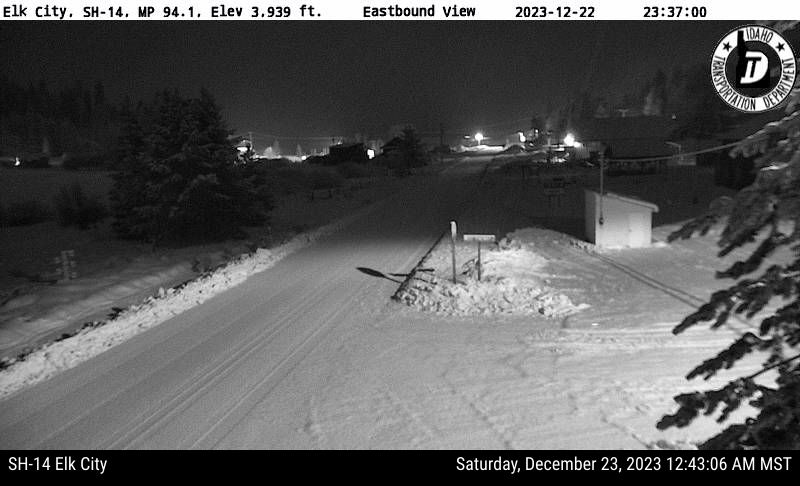 Elk City, SH-14, MP 94.1, Elev 3,939 ft. Eastbound View 2023-12-22 23:37:00
IDAHO
TRANSPORTATION DEPARTMENT
SH-14 Elk City Saturday, December 23, 2023 12:43:06 AM MST